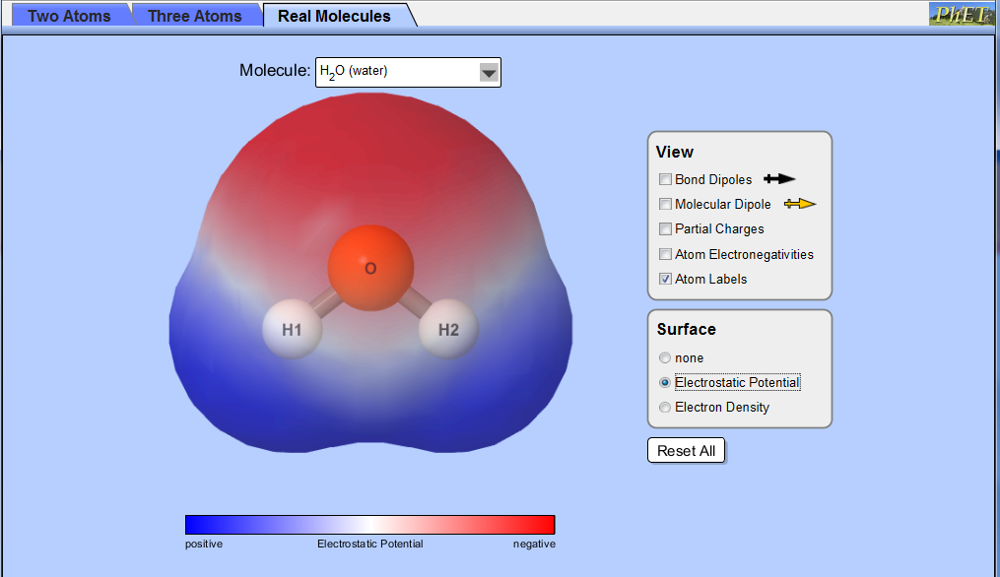 Two Atoms
Three Atoms
Real Molecules
PhET
Molecule:
H2O (water)
O
H1
H2
View
Bond Dipoles
Molecular Dipole
Partial Charges
Atom Electronegativities
Atom Labels
Surface
none
Electrostatic Potential
Electron Density
Reset All
positive
Electrostatic Potential
negative